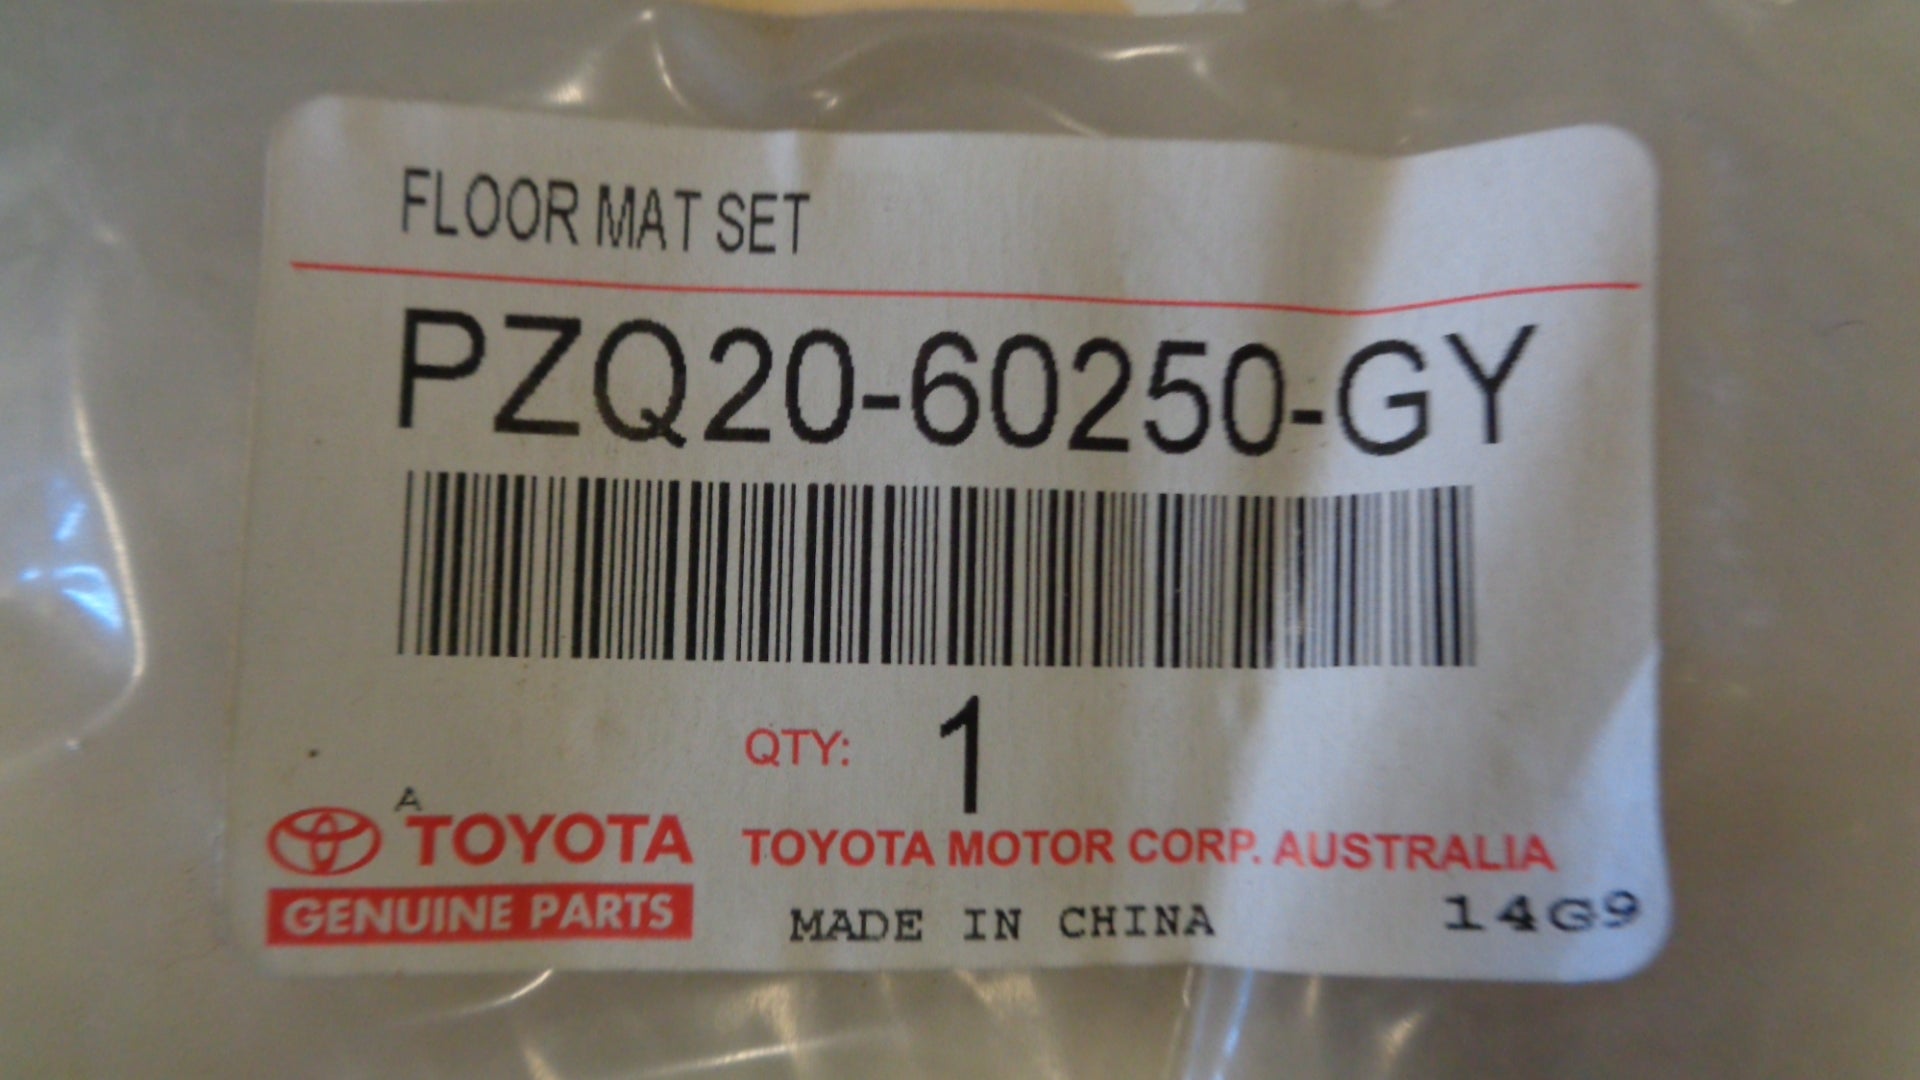 FLOOR MAT SET
PZQ20-60250-GY
QTY: 1
A
TOYOTA
GENUINE PARTS
TOYOTA MOTOR CORP. AUSTRALIA
MADE IN CHINA 14G9